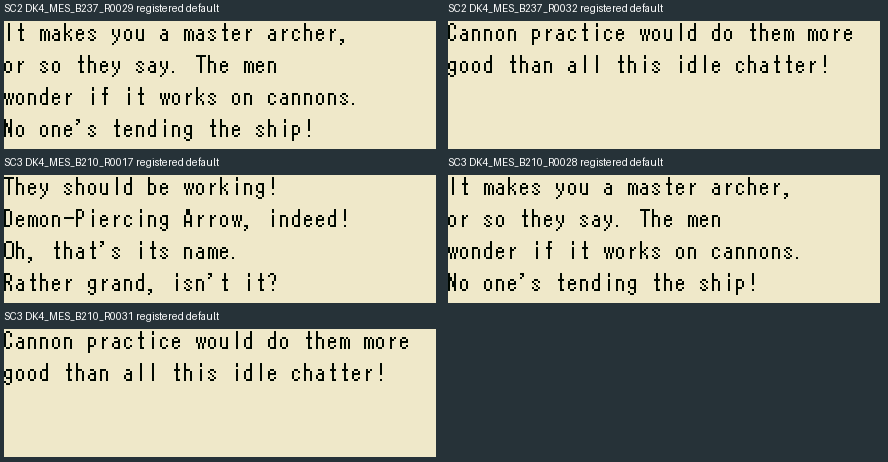 SC2 DK4_MES_B237_R0029 registered default
It makes you a master archer,
or so they say. The men
wonder if it works on cannons.
No one's tending the ship!
SC2 DK4_MES_B237_R0032 registered default
Cannon practice would do them more
good than all this idle chatter!
SC3 DK4_MES_B210_R0017 registered default
They should be working!
Demon-Piercing Arrow, indeed!
Oh, that's its name.
Rather grand, isn't it?
SC3 DK4_MES_B210_R0028 registered default
It makes you a master archer,
or so they say. The men
wonder if it works on cannons.
No one's tending the ship!
SC3 DK4_MES_B210_R0031 registered default
Cannon practice would do them more
good than all this idle chatter!